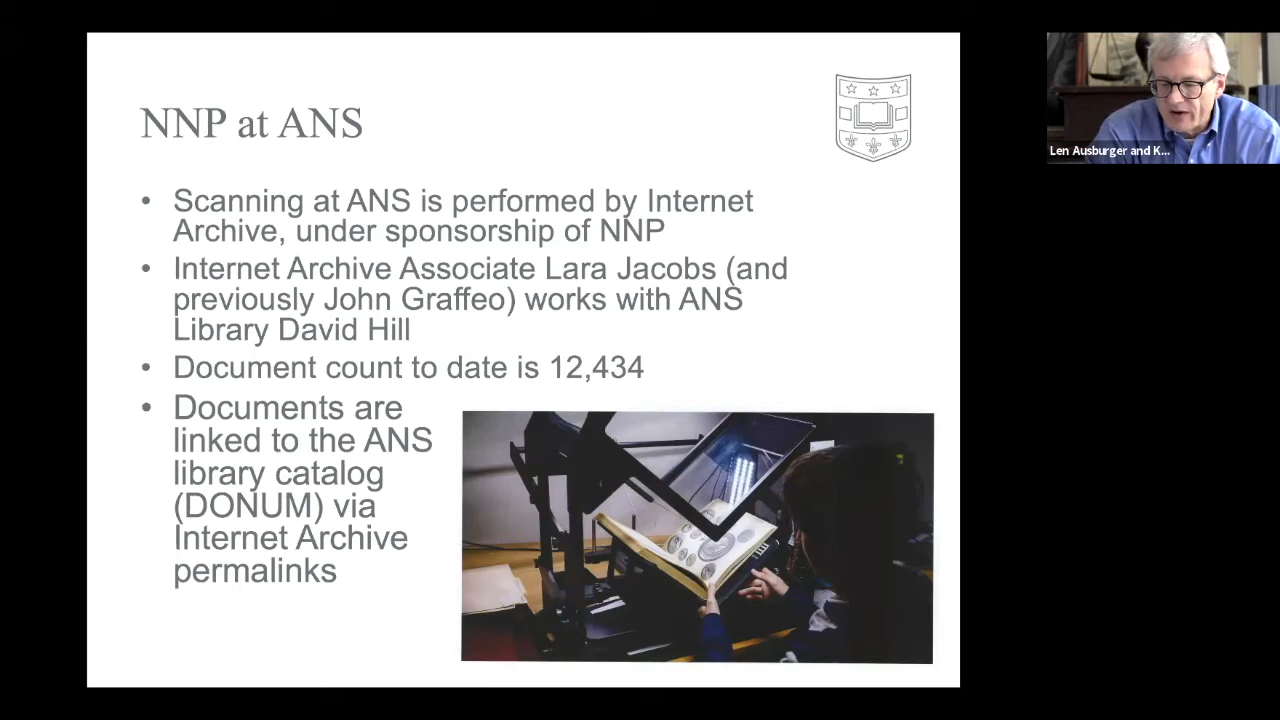 NNP at ANS
• Scanning at ANS is performed by Internet
Archive, under sponsorship of NNP
• Internet Archive Associate Lara Jacobs (and
previously John Graffeo) works with ANS
Library David Hill
• Document count to date is 12,434
• Documents are
linked to the ANS
library catalog
(DONUM) via
Internet Archive
permalinks
Len Ausburger and K...